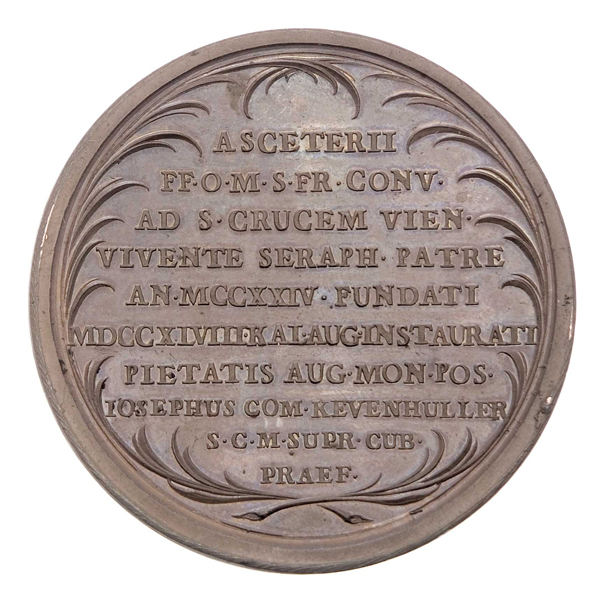 ASCETERII
FF·O·M·S·FR·CONV·
AD S·CRUCEM VIEN·
VIVENTE SERAPH·PATRE
AN·MCCXXIV·FUNDATI
MDCCXLVIII·KAL·AUG·INSTAURATI
PIETATIS AUG·MON·POS·
IOSEPHUS COM·KEVENHULLER
S·C·M·SUPR·CUB·
PRAEF·